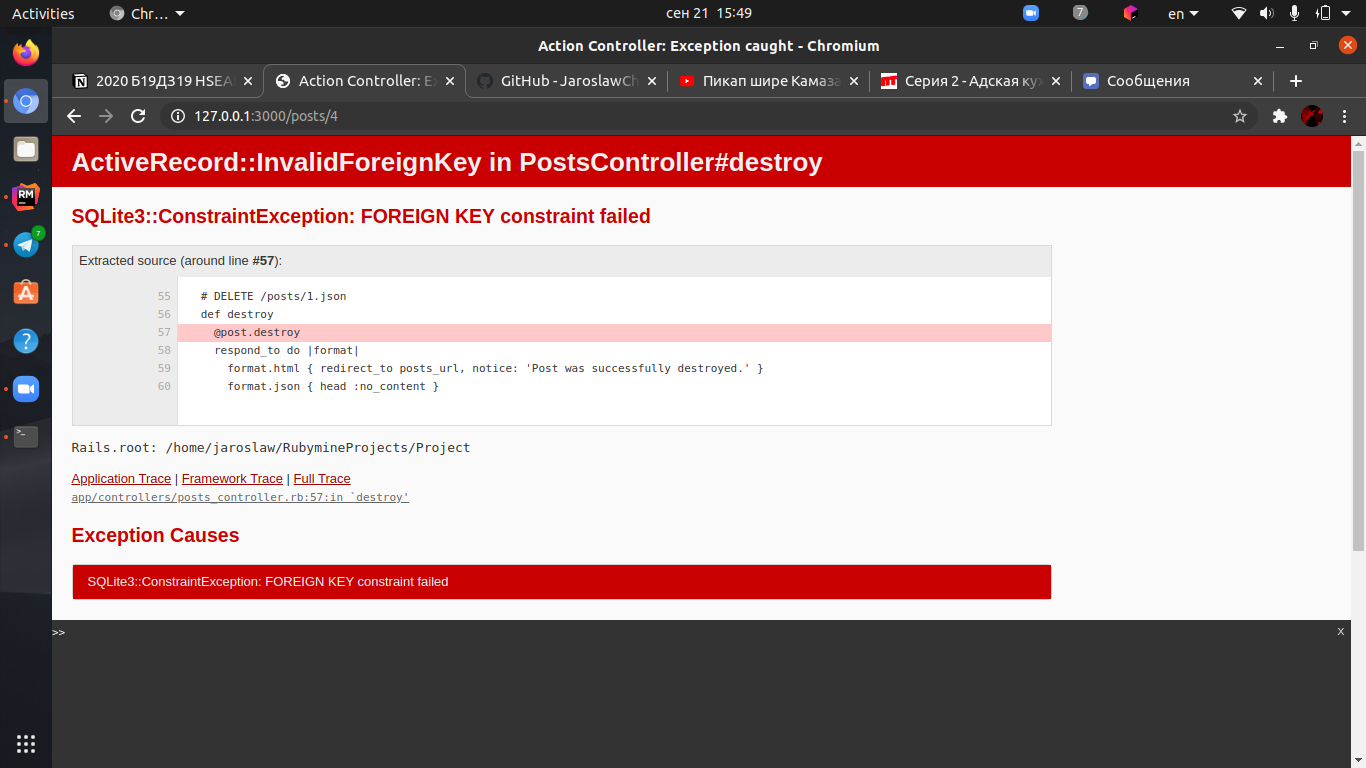 Activities
Chr…
сен 21 15:49
7
en
Action Controller: Exception caught - Chromium
2020 Б19Д319 HSEA
Action Controller: E
GitHub - JaroslawCh
Пикап шире Камаза
Серия 2 - Адская ку
Сообщения
127.0.0.1:3000/posts/4
RM
7
ActiveRecord::InvalidForeignKey in PostsController#destroy
SQLite3::ConstraintException: FOREIGN KEY constraint failed
Extracted source (around line #57):
55 # DELETE /posts/1.json
56 def destroy
57 @post.destroy
58 respond_to do |format|
59 format.html { redirect_to posts_url, notice: 'Post was successfully destroyed.' }
60 format.json { head :no_content }
Rails.root: /home/jaroslaw/RubymineProjects/Project
Application Trace | Framework Trace | Full Trace
app/controllers/posts_controller.rb:57:in `destroy'
Exception Causes
SQLite3::ConstraintException: FOREIGN KEY constraint failed
>>
x